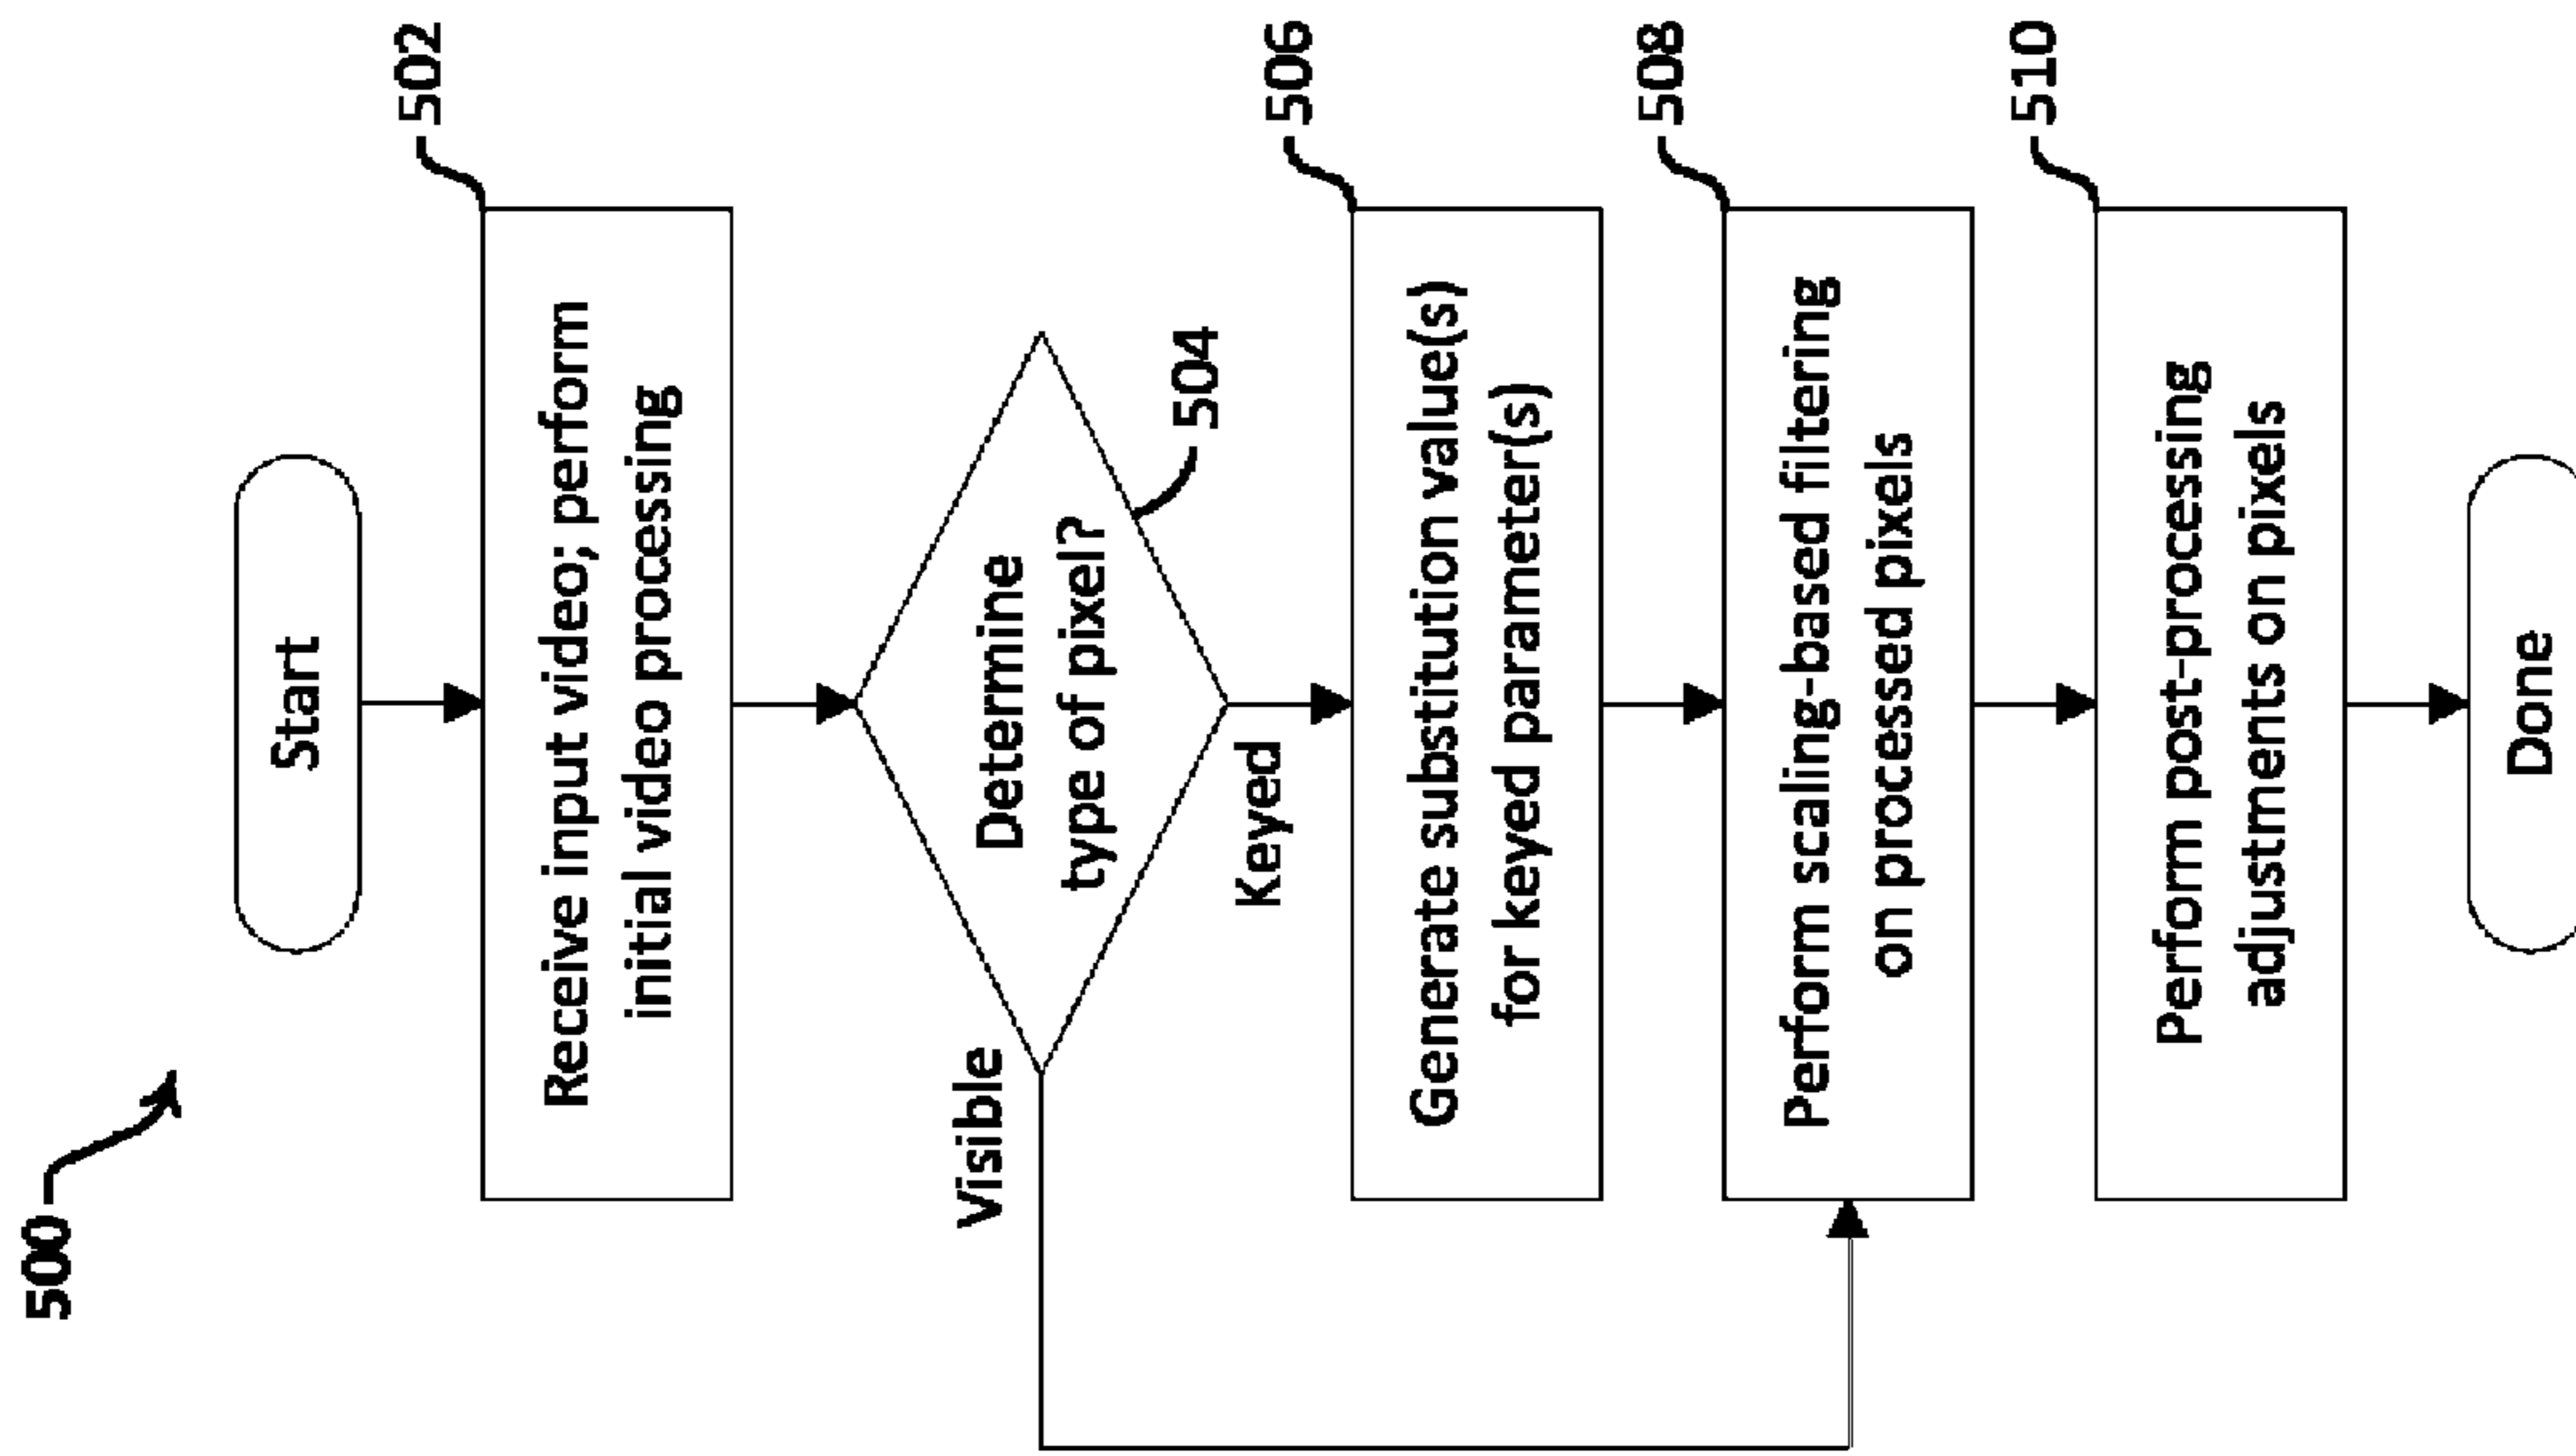 500
Start
502
Receive input video; perform
initial video processing
Determine
type of pixel?
504
Visible
Keyed
506
Generate substitution value(s)
for keyed parameter(s)
508
Perform scaling-based filtering
on processed pixels
510
Perform post-processing
adjustments on pixels
Done